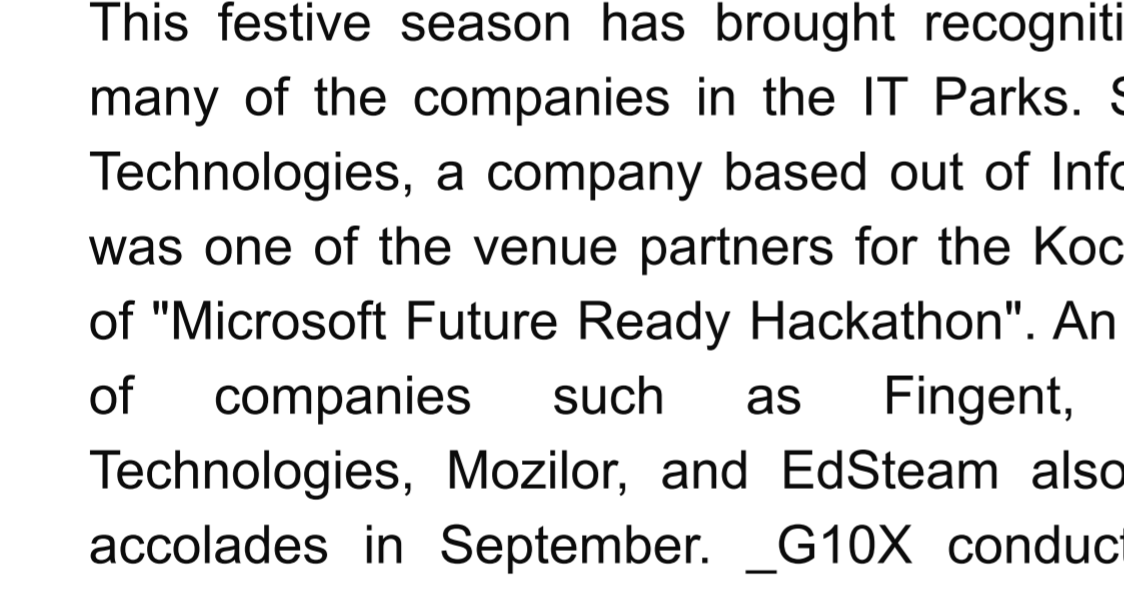 This festive season has brought recogniti
many of the companies in the IT Parks.
Technologies, a company based out of Info
was one of the venue partners for the Koc
of "Microsoft Future Ready Hackathon". An
of companies such as Fingent,
Technologies, Mozilor, and EdSteam also
accolades in September. _G10X conduct